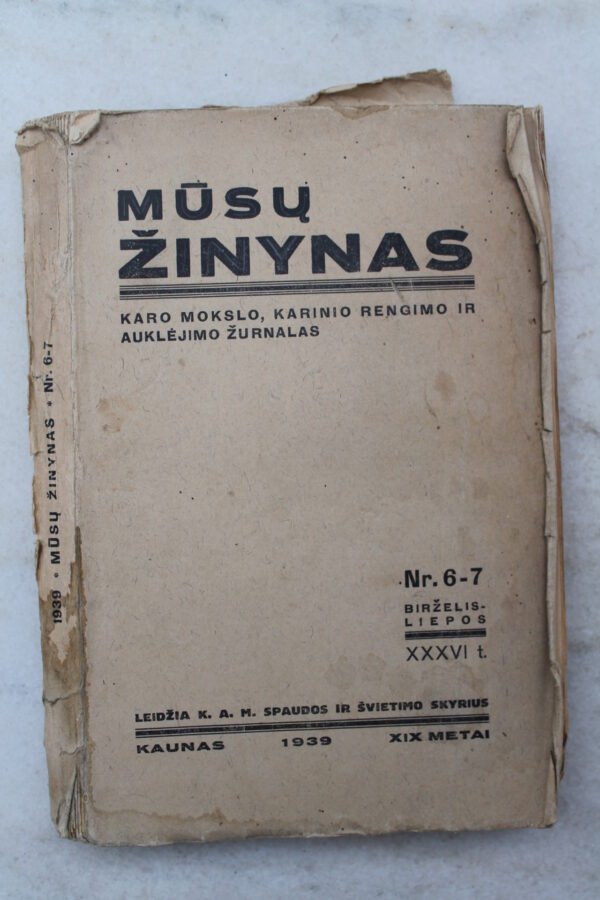 MŪSŲ
ŽINYNAS
KARO MOKSLO, KARINIO RENGIMO IR
AUKLĖJIMO ŽURNALAS
1939 * MŪSŲ ŽINYNAS * Nr. 6-7
Nr. 6-7
BIRŽELIS-
LIEPOS
XXXVI t.
LEIDŽIA K. A. M. SPAUDOS IR ŠVIETIMO SKYRIUS
KAUNAS 1939 XIX METAI